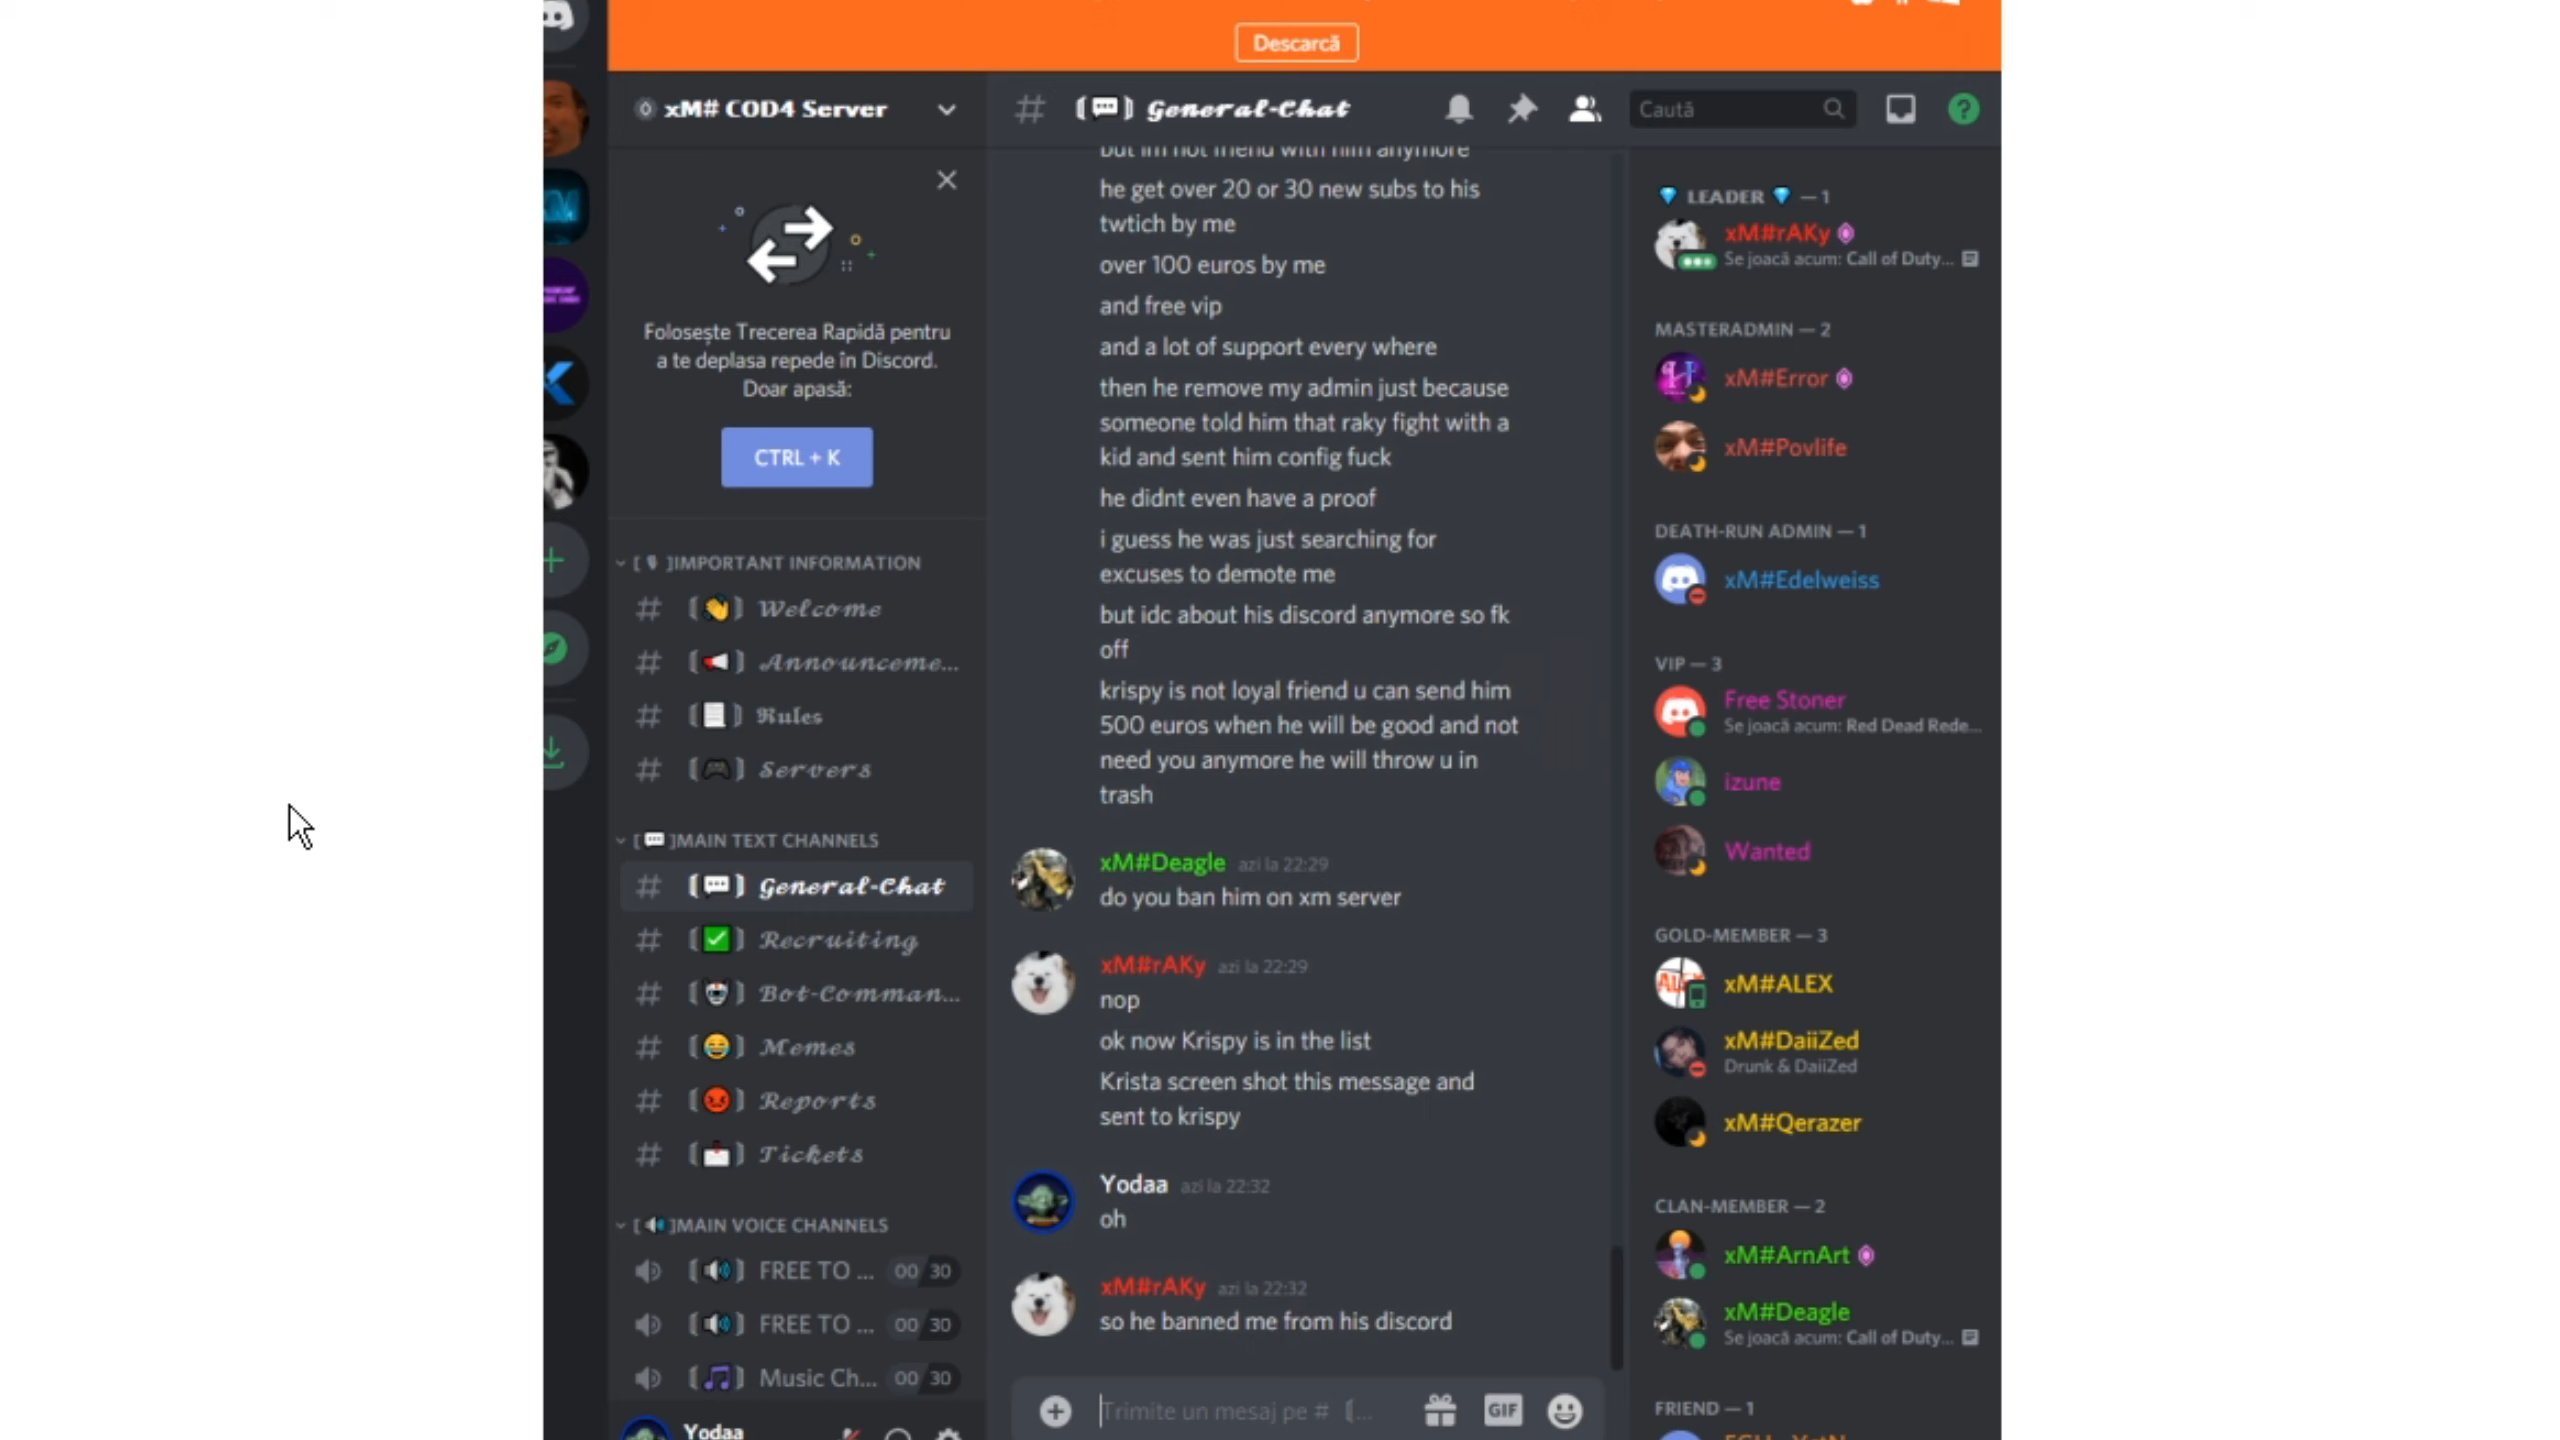 Descarcă
xM# COD4 Server
Folosește Trecerea Rapidă pentru
a te deplasa repede în Discord.
Doar apasă:
CTRL + K
[ ]IMPORTANT INFORMATION
# [👋] Welcome
# [📢] Announceme...
# [📃] Rules
# [🎮] Servers
[💬]MAIN TEXT CHANNELS
# [💬] General-Chat
# [✅] Recruiting
# [🤖] Bot-Comman...
# [😂] Memes
# [😡] Reports
# [📩] Tickets
[🔊]MAIN VOICE CHANNELS
[🔊] FREE TO ... 00 30
[🔊] FREE TO ... 00 30
[🎵] Music Ch... 00 30
Yodaa
# [💬] General-Chat
Caută
but im not friend with him anymore
he get over 20 or 30 new subs to his
twtich by me
over 100 euros by me
and free vip
and a lot of support every where
then he remove my admin just because
someone told him that raky fight with a
kid and sent him config fuck
he didnt even have a proof
i guess he was just searching for
excuses to demote me
but idc about his discord anymore so fk
off
krispy is not loyal friend u can send him
500 euros when he will be good and not
need you anymore he will throw u in
trash
xM#Deagle azi la 22:29
do you ban him on xm server
xM#rAKy azi la 22:29
nop
ok now Krispy is in the list
Krista screen shot this message and
sent to krispy
Yodaa azi la 22:32
oh
xM#rAKy azi la 22:32
so he banned me from his discord
Trimite un mesaj pe # [...
GIF
💎 LEADER 💎 — 1
xM#rAKy
Se joacă acum: Call of Duty...
MASTERADMIN — 2
xM#Error
xM#Povlife
DEATH-RUN ADMIN — 1
xM#Edelweiss
VIP — 3
Free Stoner
Se joacă acum: Red Dead Rede...
izune
Wanted
GOLD-MEMBER — 3
xM#ALEX
xM#DaiiZed
Drunk & DaiiZed
xM#Qerazer
CLAN-MEMBER — 2
xM#ArnArt
xM#Deagle
Se joacă acum: Call of Duty...
FRIEND — 1